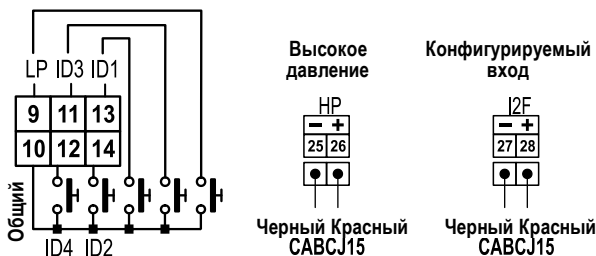 LP ID3 ID1
9 11 13
10 12 14
Общий
ID4 ID2
Высокое
давление
HP
− +
25 26
Черный Красный
CABCJ15
Конфигурируемый
вход
I2F
− +
27 28
Черный Красный
CABCJ15